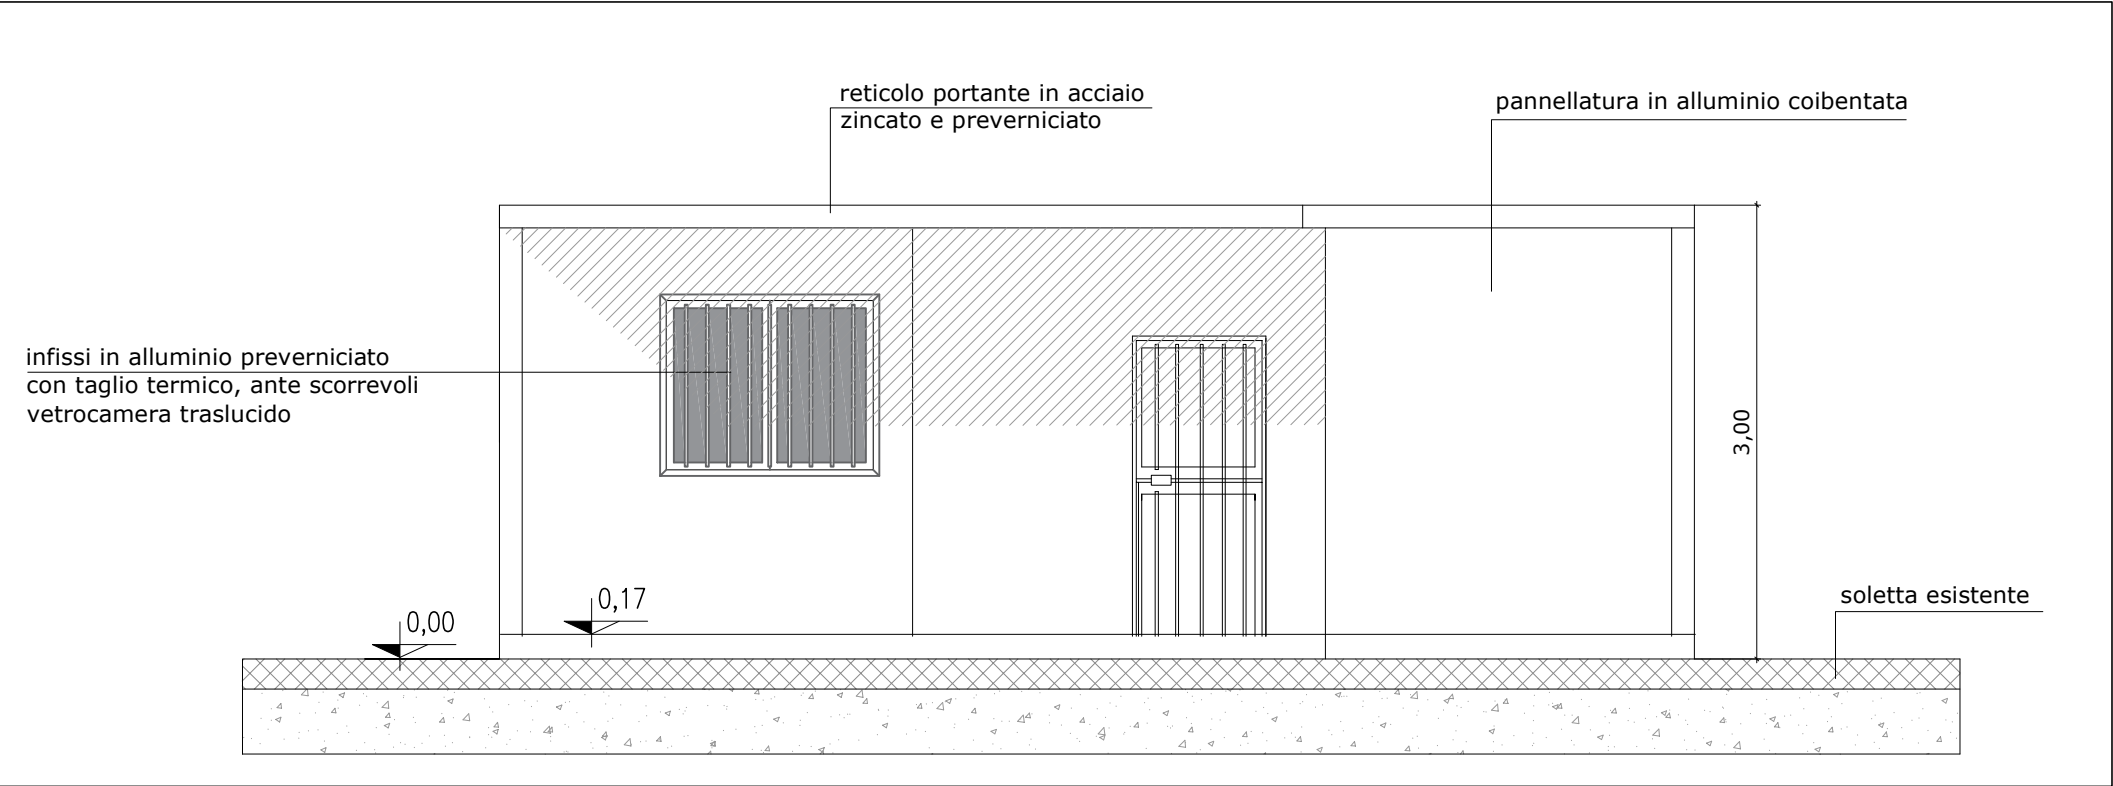 reticolo portante in acciaio
zincato e preverniciato
pannellatura in alluminio coibentata
infissi in alluminio preverniciato
con taglio termico, ante scorrevoli
vetrocamera traslucido
3,00
soletta esistente
0,17
0,00